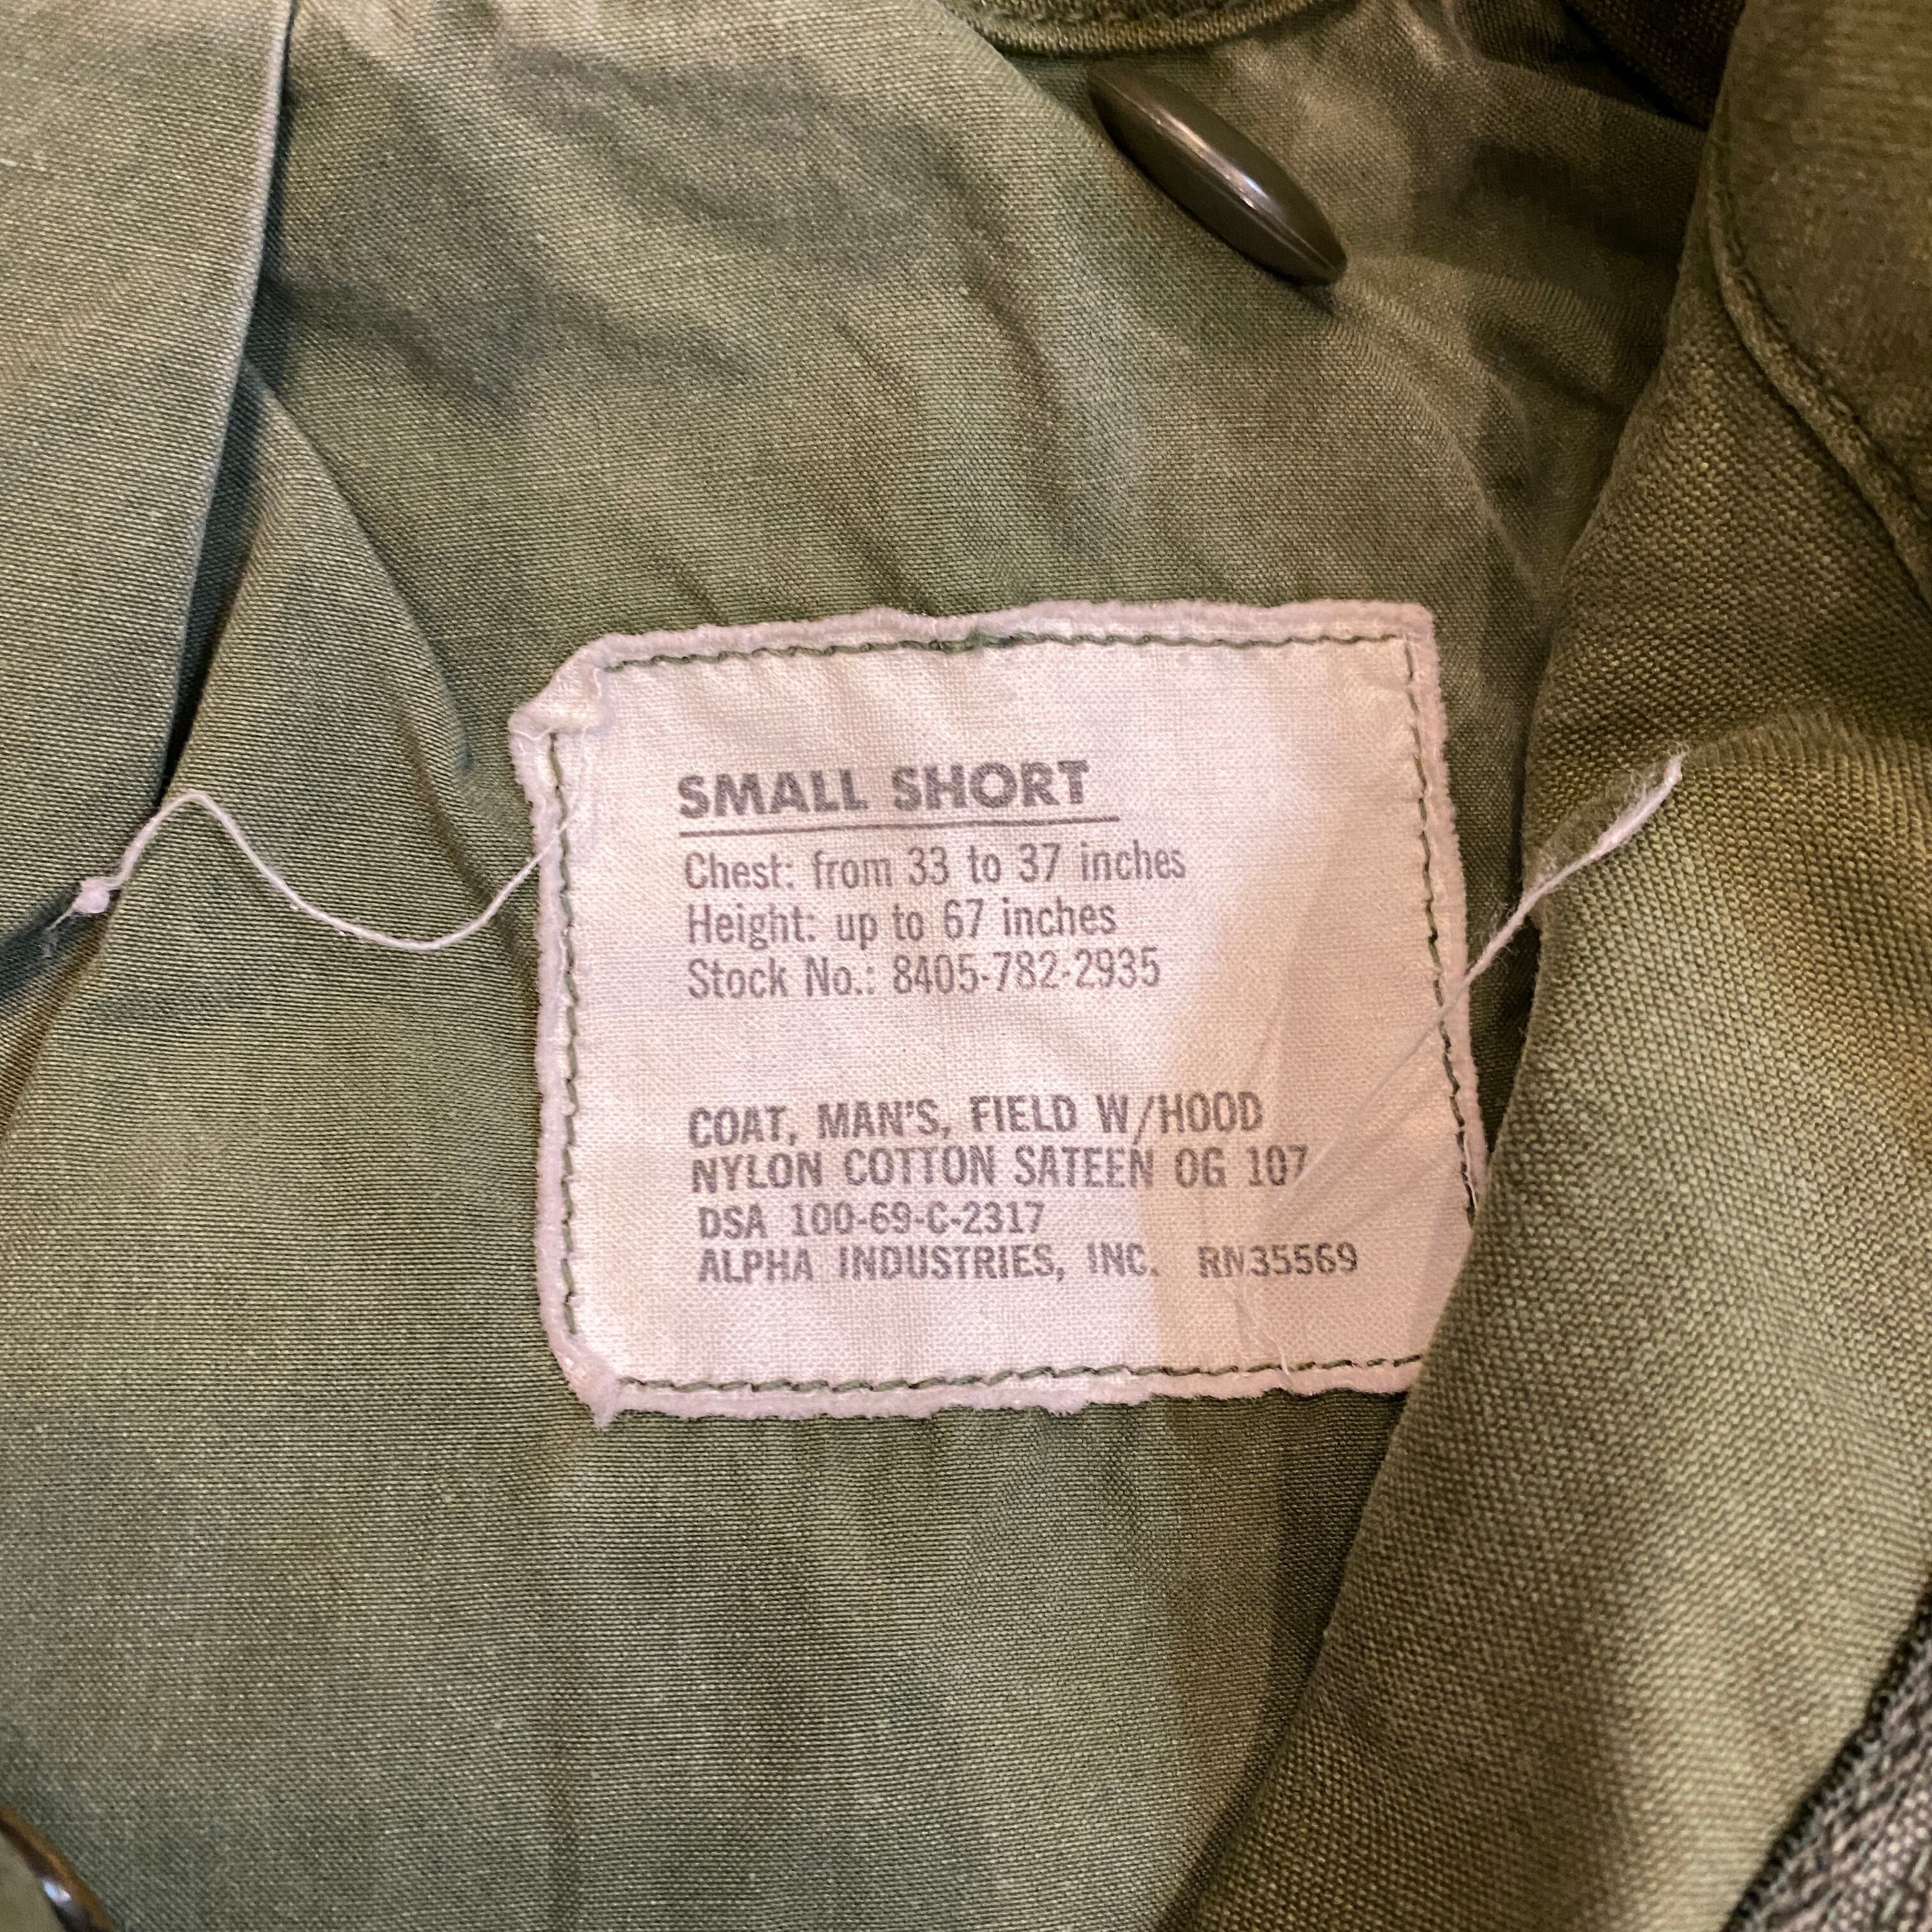 SMALL SHORT
Chest: from 33 to 37 inches
Height: up to 67 inches
Stock No.: 8405-782-2935
COAT, MAN'S, FIELD W/HOOD
NYLON COTTON SATEEN OG 107
DSA 100-69-C-2317
ALPHA INDUSTRIES, INC. RN35569